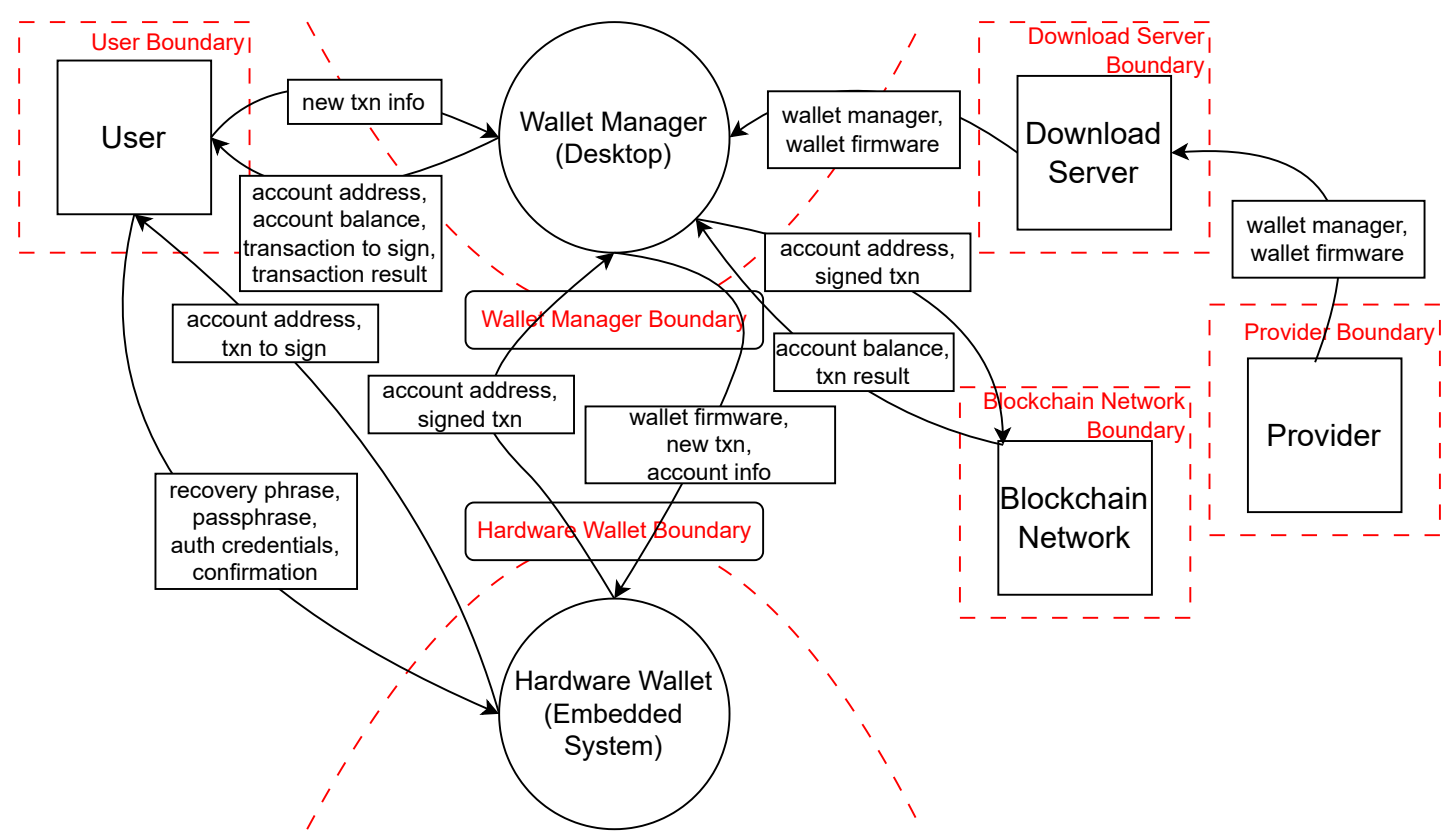 User Boundary
User
new txn info
account address,
account balance,
transaction to sign,
transaction result
Wallet Manager
(Desktop)
wallet manager,
wallet firmware
Download Server
Boundary
Download
Server
wallet manager,
wallet firmware
Provider Boundary
Provider
account address,
signed txn
account balance,
txn result
Blockchain Network
Boundary
Blockchain
Network
Wallet Manager Boundary
account address,
txn to sign
account address,
signed txn
wallet firmware,
new txn,
account info
recovery phrase,
passphrase,
auth credentials,
confirmation
Hardware Wallet Boundary
Hardware Wallet
(Embedded
System)